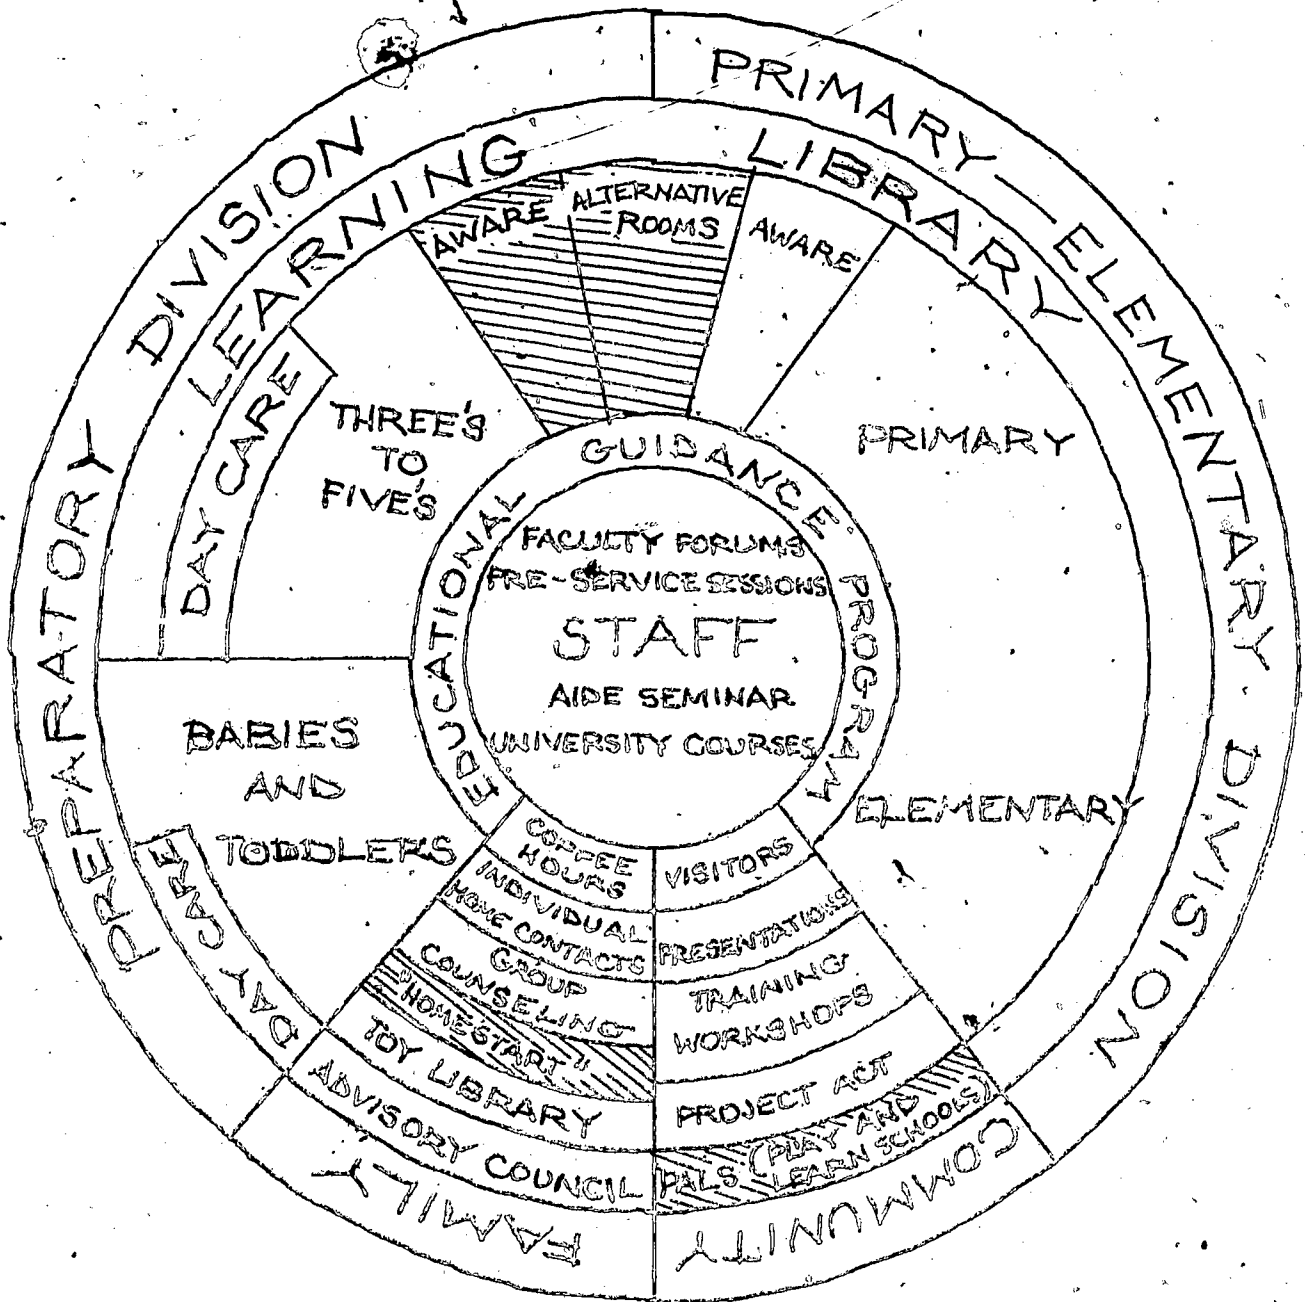 PREPARATORY DIVISION
PRIMARY—ELEMENTARY DIVISION
LEARNING LIBRARY
AWARE
ALTERNATIVE
ROOMS
AWARE
DAY CARE
THREE'S
TO
FIVE'S
PRIMARY
EDUCATIONAL GUIDANCE PROGRAM
FACULTY FORUMS
PRE-SERVICE SESSIONS
STAFF
AIDE SEMINAR
UNIVERSITY COURSES
BABIES
AND
TODDLERS
DAY CARE
ELEMENTARY
COFFEE
HOURS
INDIVIDUAL
HOME CONTACTS
GROUP
COUNSELING
"HOMESTART"
TOY LIBRARY
ADVISORY COUNCIL
FAMILY
VISITORS
PRESENTATIONS
TRAINING
WORKSHOPS
PROJECT ACT
PALS (PLAY AND
LEARN SCHOOLS)
COMMUNITY